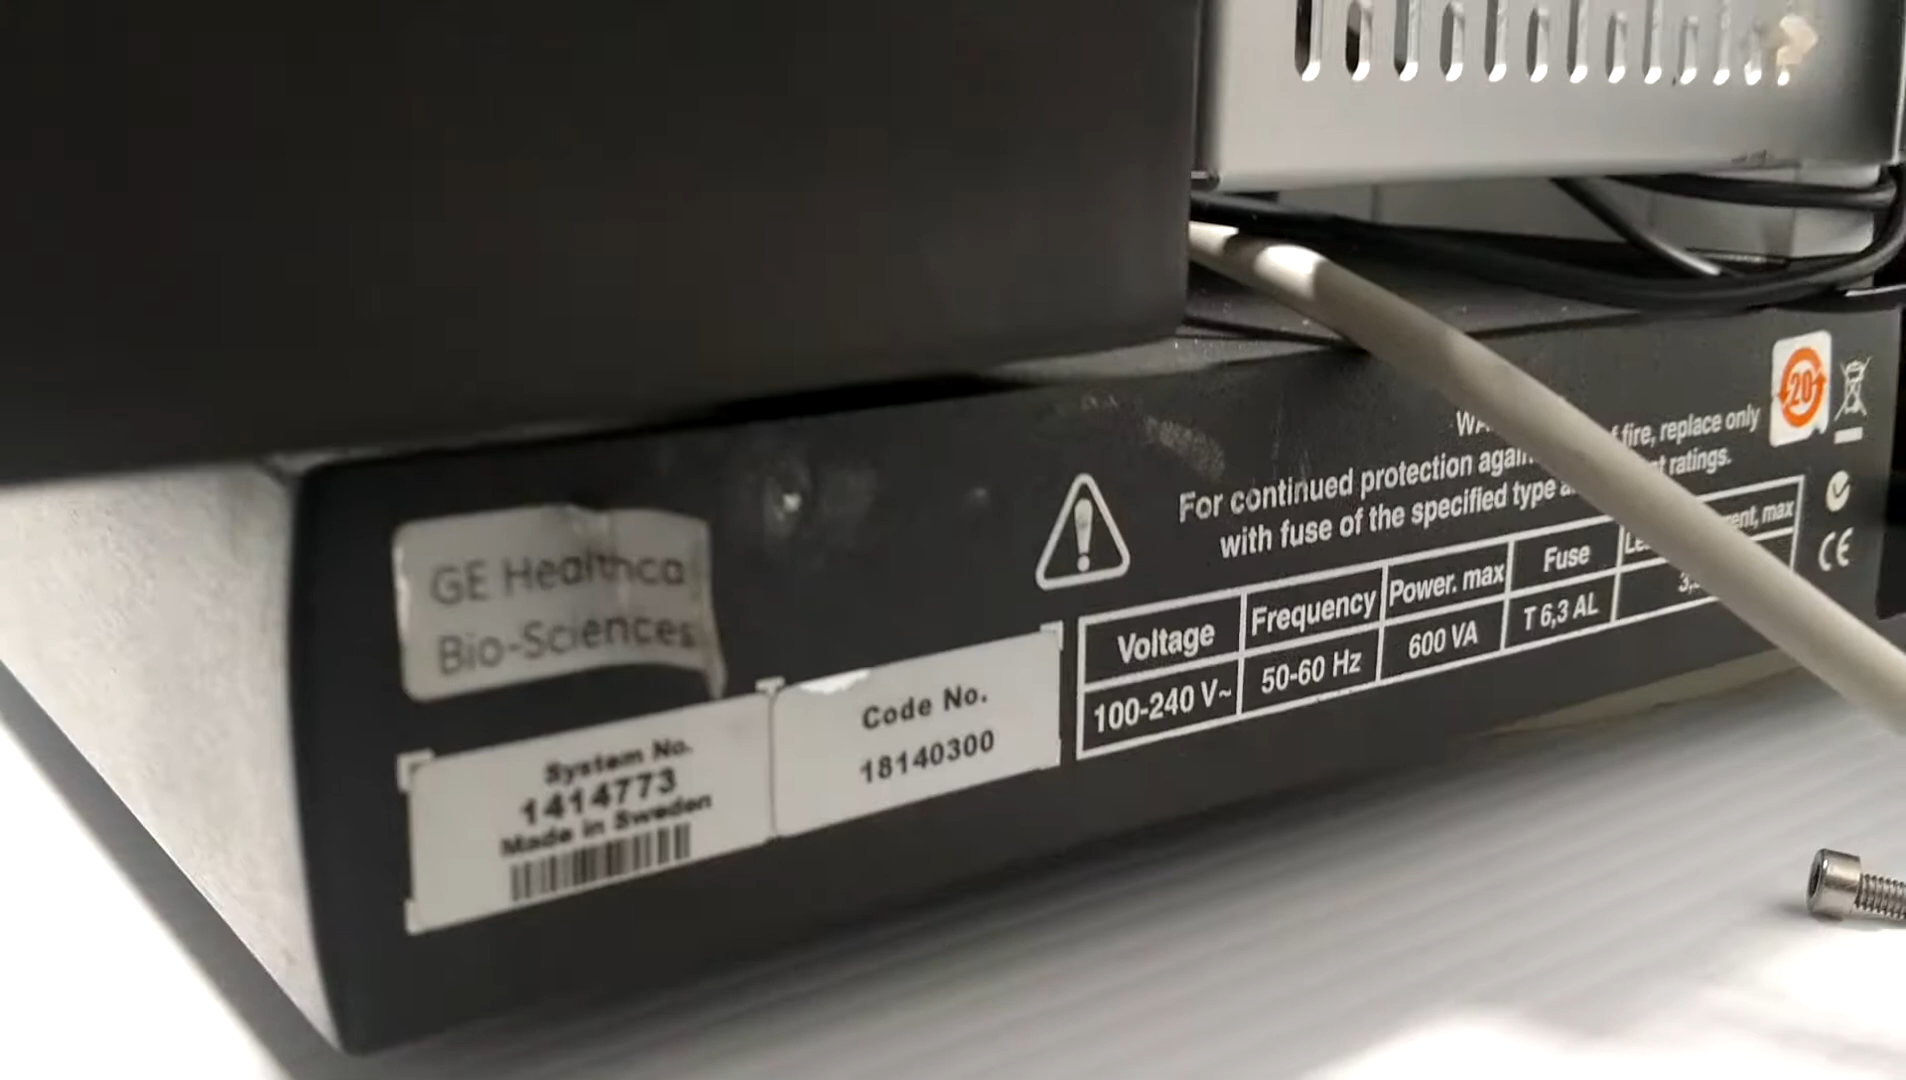 GE Healthca
Bio-Sciences
System No.
1414773
Made in Sweden
Code No.
18140300
fire, replace only
For continued protection
with fuse of the specified type
ratings.
Voltage
Frequency
Power. max
Fuse
max
100-240 V~
50-60 Hz
600 VA
T 6,3 AL
20
CE